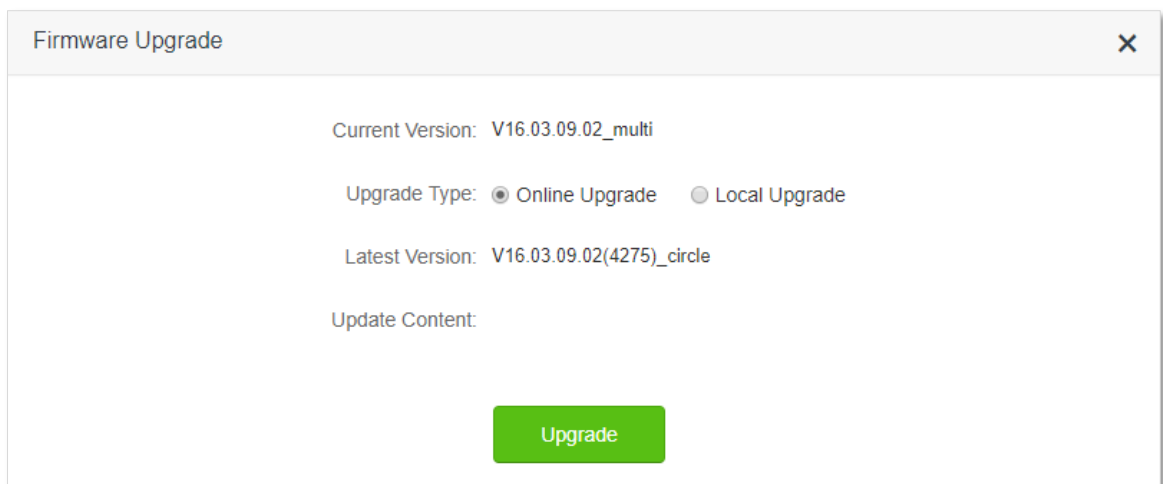 Firmware Upgrade
Current Version: V16.03.09.02_multi
Upgrade Type: Online Upgrade Local Upgrade
Latest Version: V16.03.09.02(4275)_circle
Update Content:
Upgrade